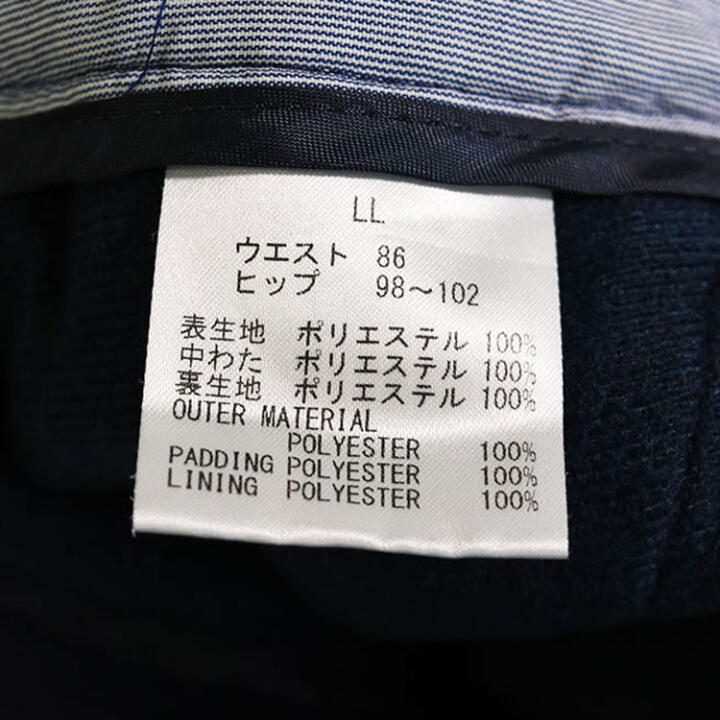 LL
ウエスト 86
ヒップ 98～102
表生地 ポリエステル 100%
中わた ポリエステル 100%
裏生地 ポリエステル 100%
OUTER MATERIAL
POLYESTER 100%
PADDING POLYESTER 100%
LINING POLYESTER 100%